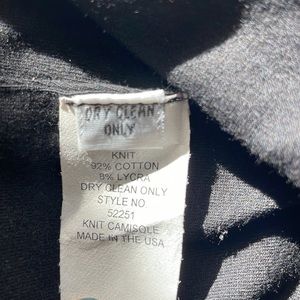 DRY CLEAN
ONLY
KNIT
92% COTTON
8% LYCRA
DRY CLEAN ONLY
STYLE NO
52251
KNIT CAMISOLE
MADE IN THE USA